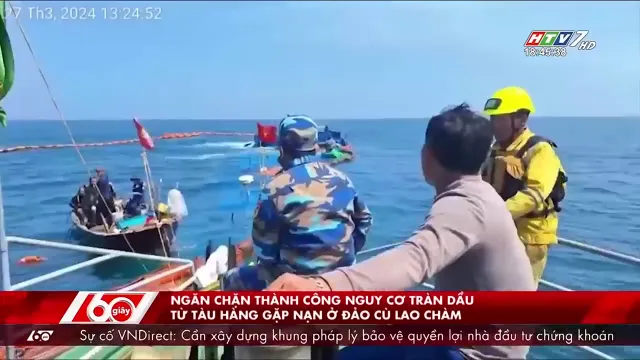 27 Th3, 2024 13:24:52
HTV7 HD
18:45:38
60 giây
NGĂN CHẶN THÀNH CÔNG NGUY CƠ TRÀN DẦU
TỪ TÀU HÀNG GẶP NẠN Ở ĐẢO CÙ LAO CHÀM
60 Sự cố VNDirect: Cần xây dựng khung pháp lý bảo vệ quyền lợi nhà đầu tư chứng khoán